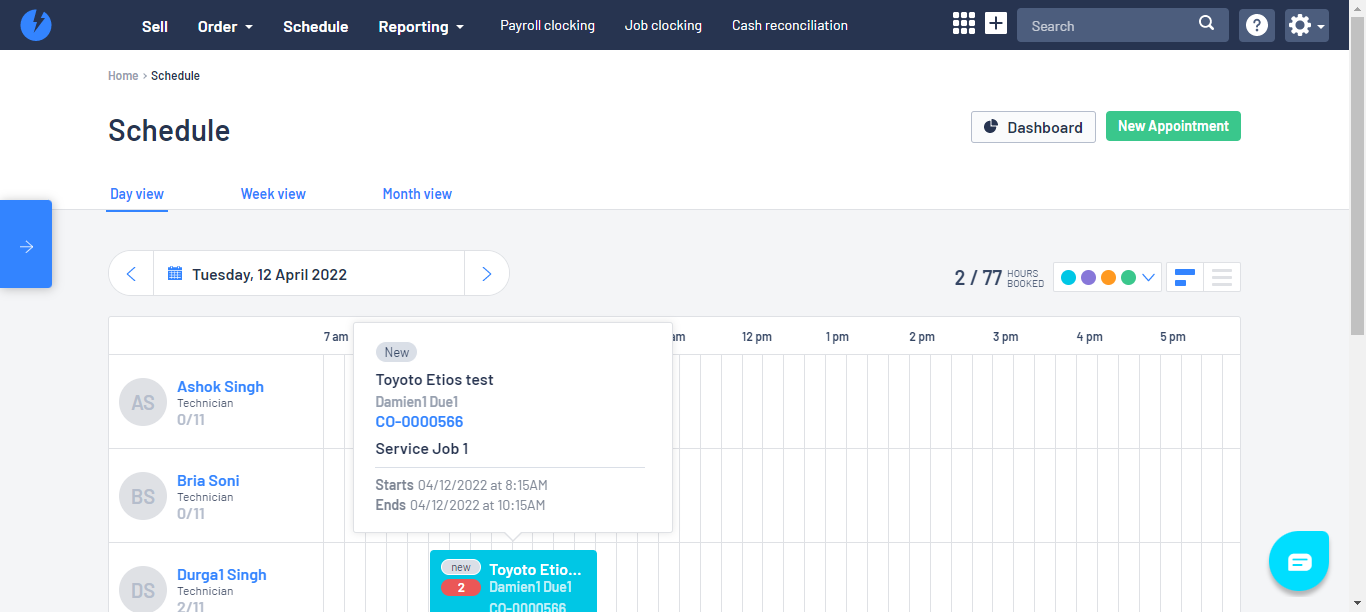 Sell Order Schedule Reporting Payroll clocking Job clocking Cash reconciliation Search
Home › Schedule
Schedule
Dashboard New Appointment
Day view Week view Month view
Tuesday, 12 April 2022
2 / 77 HOURS BOOKED
7 am am 12 pm 1 pm 2 pm 3 pm 4 pm 5 pm
New
Toyoto Etios test
Damien1 Due1
CO-0000566
Service Job 1
Starts 04/12/2022 at 8:15AM
Ends 04/12/2022 at 10:15AM
AS
Ashok Singh
Technician
0/11
BS
Bria Soni
Technician
0/11
DS
Durga1 Singh
Technician
2/11
new Toyoto Etio...
2 Damien1 Due1
CO-0000566